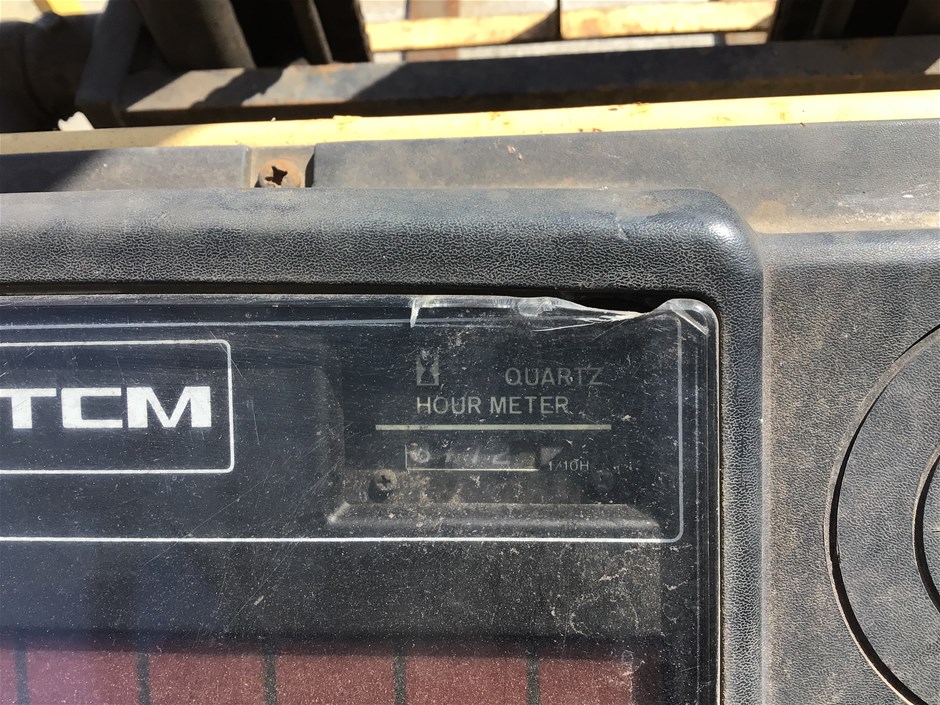 TCM
QUARTZ
HOUR METER
1/10H